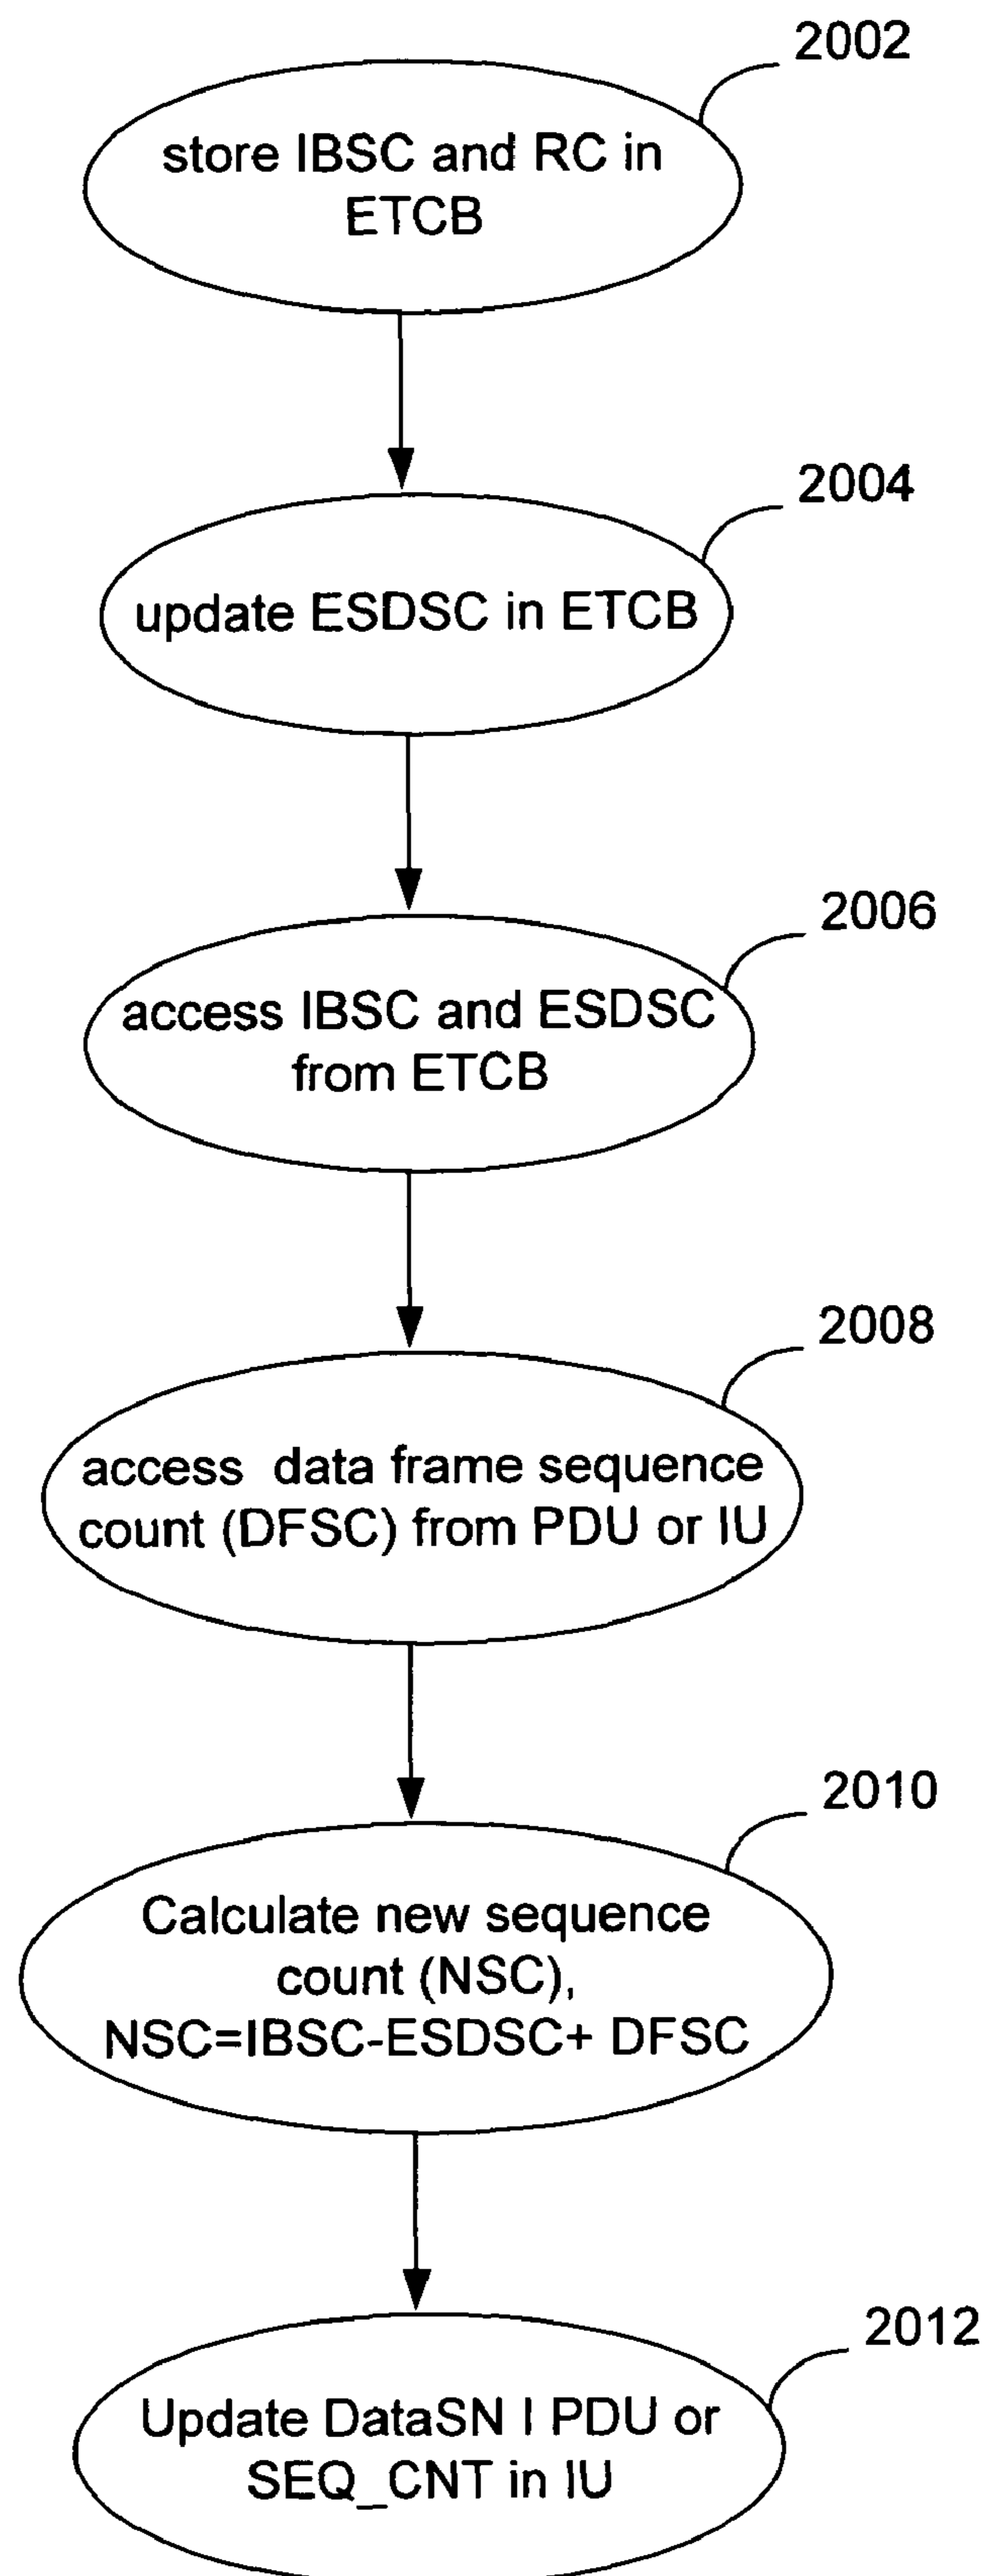 2002
store IBSC and RC in
ETCB
2004
update ESDSC in ETCB
2006
access IBSC and ESDSC
from ETCB
2008
access data frame sequence
count (DFSC) from PDU or IU
2010
Calculate new sequence
count (NSC),
NSC=IBSC-ESDSC+ DFSC
2012
Update DataSN I PDU or
SEQ_CNT in IU